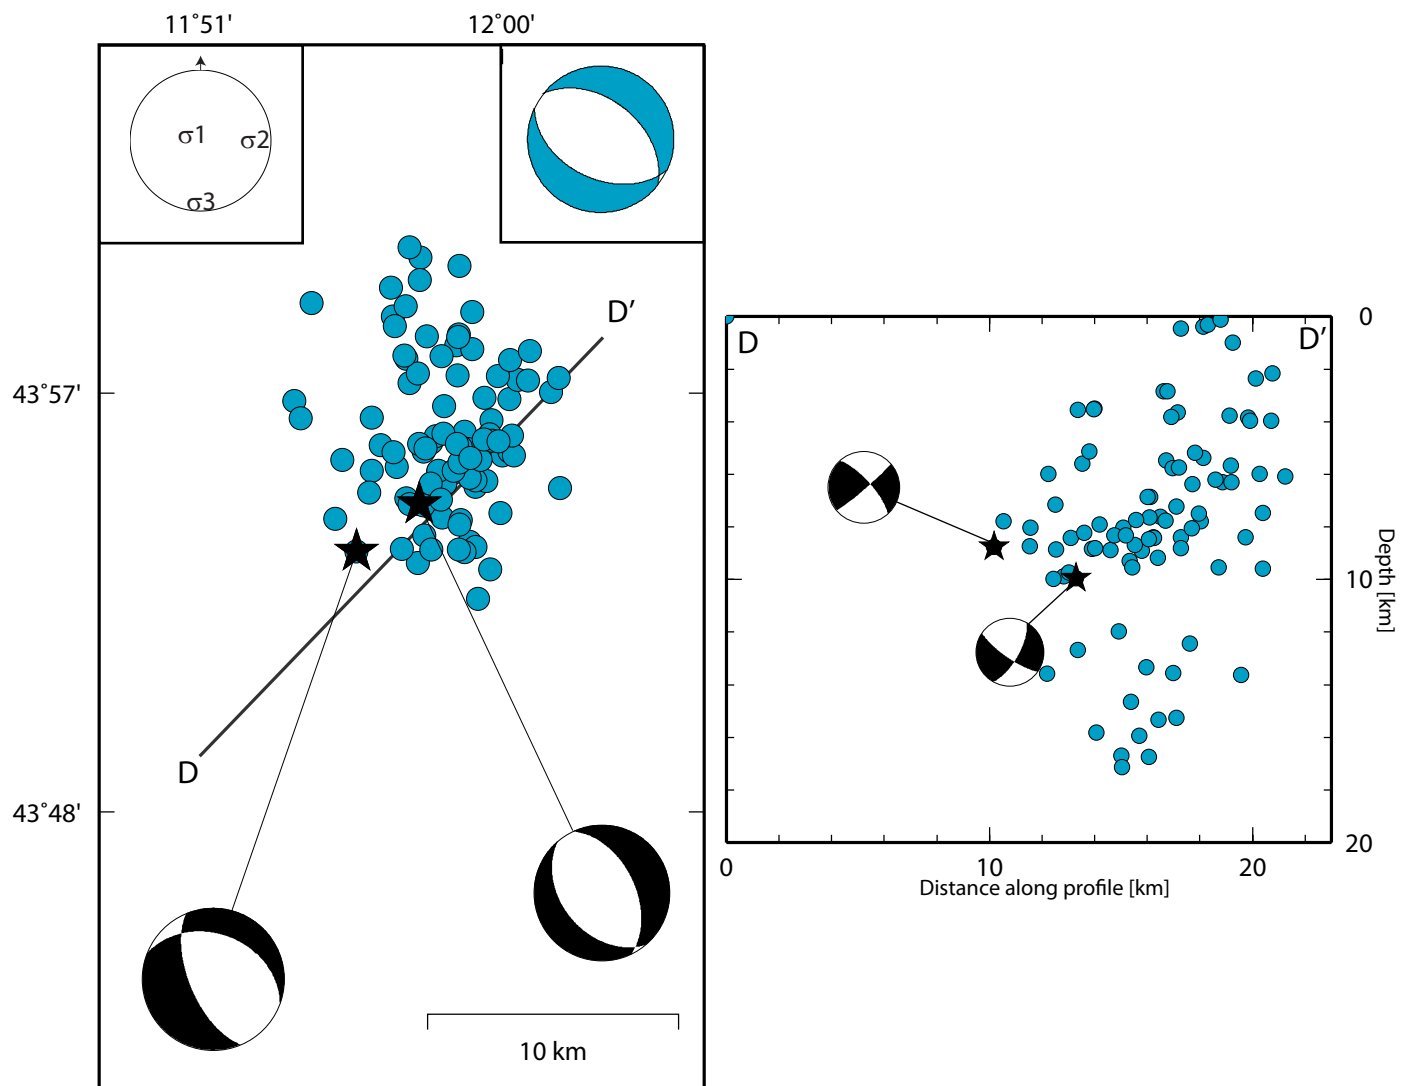 11˚51'
12˚00'
σ1
σ2
σ3
D’
43˚57'
D
43˚48'
10 km
D
D’
0
10
20
Depth [km]
0
10
20
Distance along profile [km]